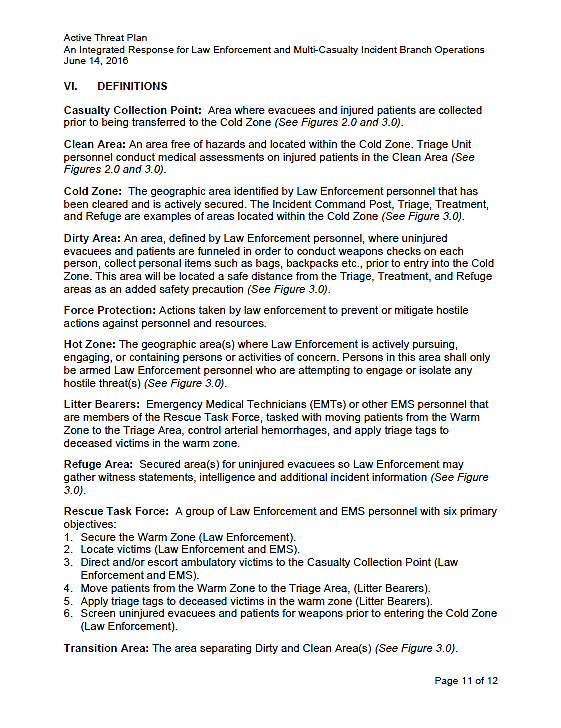 Active Threat Plan
An Integrated Response for Law Enforcement and Multi-Casualty Incident Branch Operations
June 14, 2016
VI. DEFINITIONS
Casualty Collection Point: Area where evacuees and injured patients are collected
prior to being transferred to the Cold Zone (See Figures 2.0 and 3.0).
Clean Area: An area free of hazards and located within the Cold Zone. Triage Unit
personnel conduct medical assessments on injured patients in the Clean Area (See
Figures 2.0 and 3.0).
Cold Zone: The geographic area identified by Law Enforcement personnel that has
been cleared and is actively secured. The Incident Command Post, Triage, Treatment,
and Refuge are examples of areas located within the Cold Zone (See Figure 3.0).
Dirty Area: An area, defined by Law Enforcement personnel, where uninjured
evacuees and patients are funneled in order to conduct weapons checks on each
person, collect personal items such as bags, backpacks etc., prior to entry into the Cold
Zone. This area will be located a safe distance from the Triage, Treatment, and Refuge
areas as an added safety precaution (See Figure 3.0).
Force Protection: Actions taken by law enforcement to prevent or mitigate hostile
actions against personnel and resources.
Hot Zone: The geographic area(s) where Law Enforcement is actively pursuing,
engaging, or containing persons or activities of concern. Persons in this area shall only
be armed Law Enforcement personnel who are attempting to engage or isolate any
hostile threat(s) (See Figure 3.0).
Litter Bearers: Emergency Medical Technicians (EMTs) or other EMS personnel that
are members of the Rescue Task Force, tasked with moving patients from the Warm
Zone to the Triage Area, control arterial hemorrhages, and apply triage tags to
deceased victims in the warm zone.
Refuge Area: Secured area(s) for uninjured evacuees so Law Enforcement may
gather witness statements, intelligence and additional incident information (See Figure
3.0).
Rescue Task Force: A group of Law Enforcement and EMS personnel with six primary
objectives:
1. Secure the Warm Zone (Law Enforcement).
2. Locate victims (Law Enforcement and EMS).
3. Direct and/or escort ambulatory victims to the Casualty Collection Point (Law
Enforcement and EMS).
4. Move patients from the Warm Zone to the Triage Area, (Litter Bearers).
5. Apply triage tags to deceased victims in the warm zone (Litter Bearers).
6. Screen uninjured evacuees and patients for weapons prior to entering the Cold Zone
(Law Enforcement).
Transition Area: The area separating Dirty and Clean Area(s) (See Figure 3.0).
Page 11 of 12